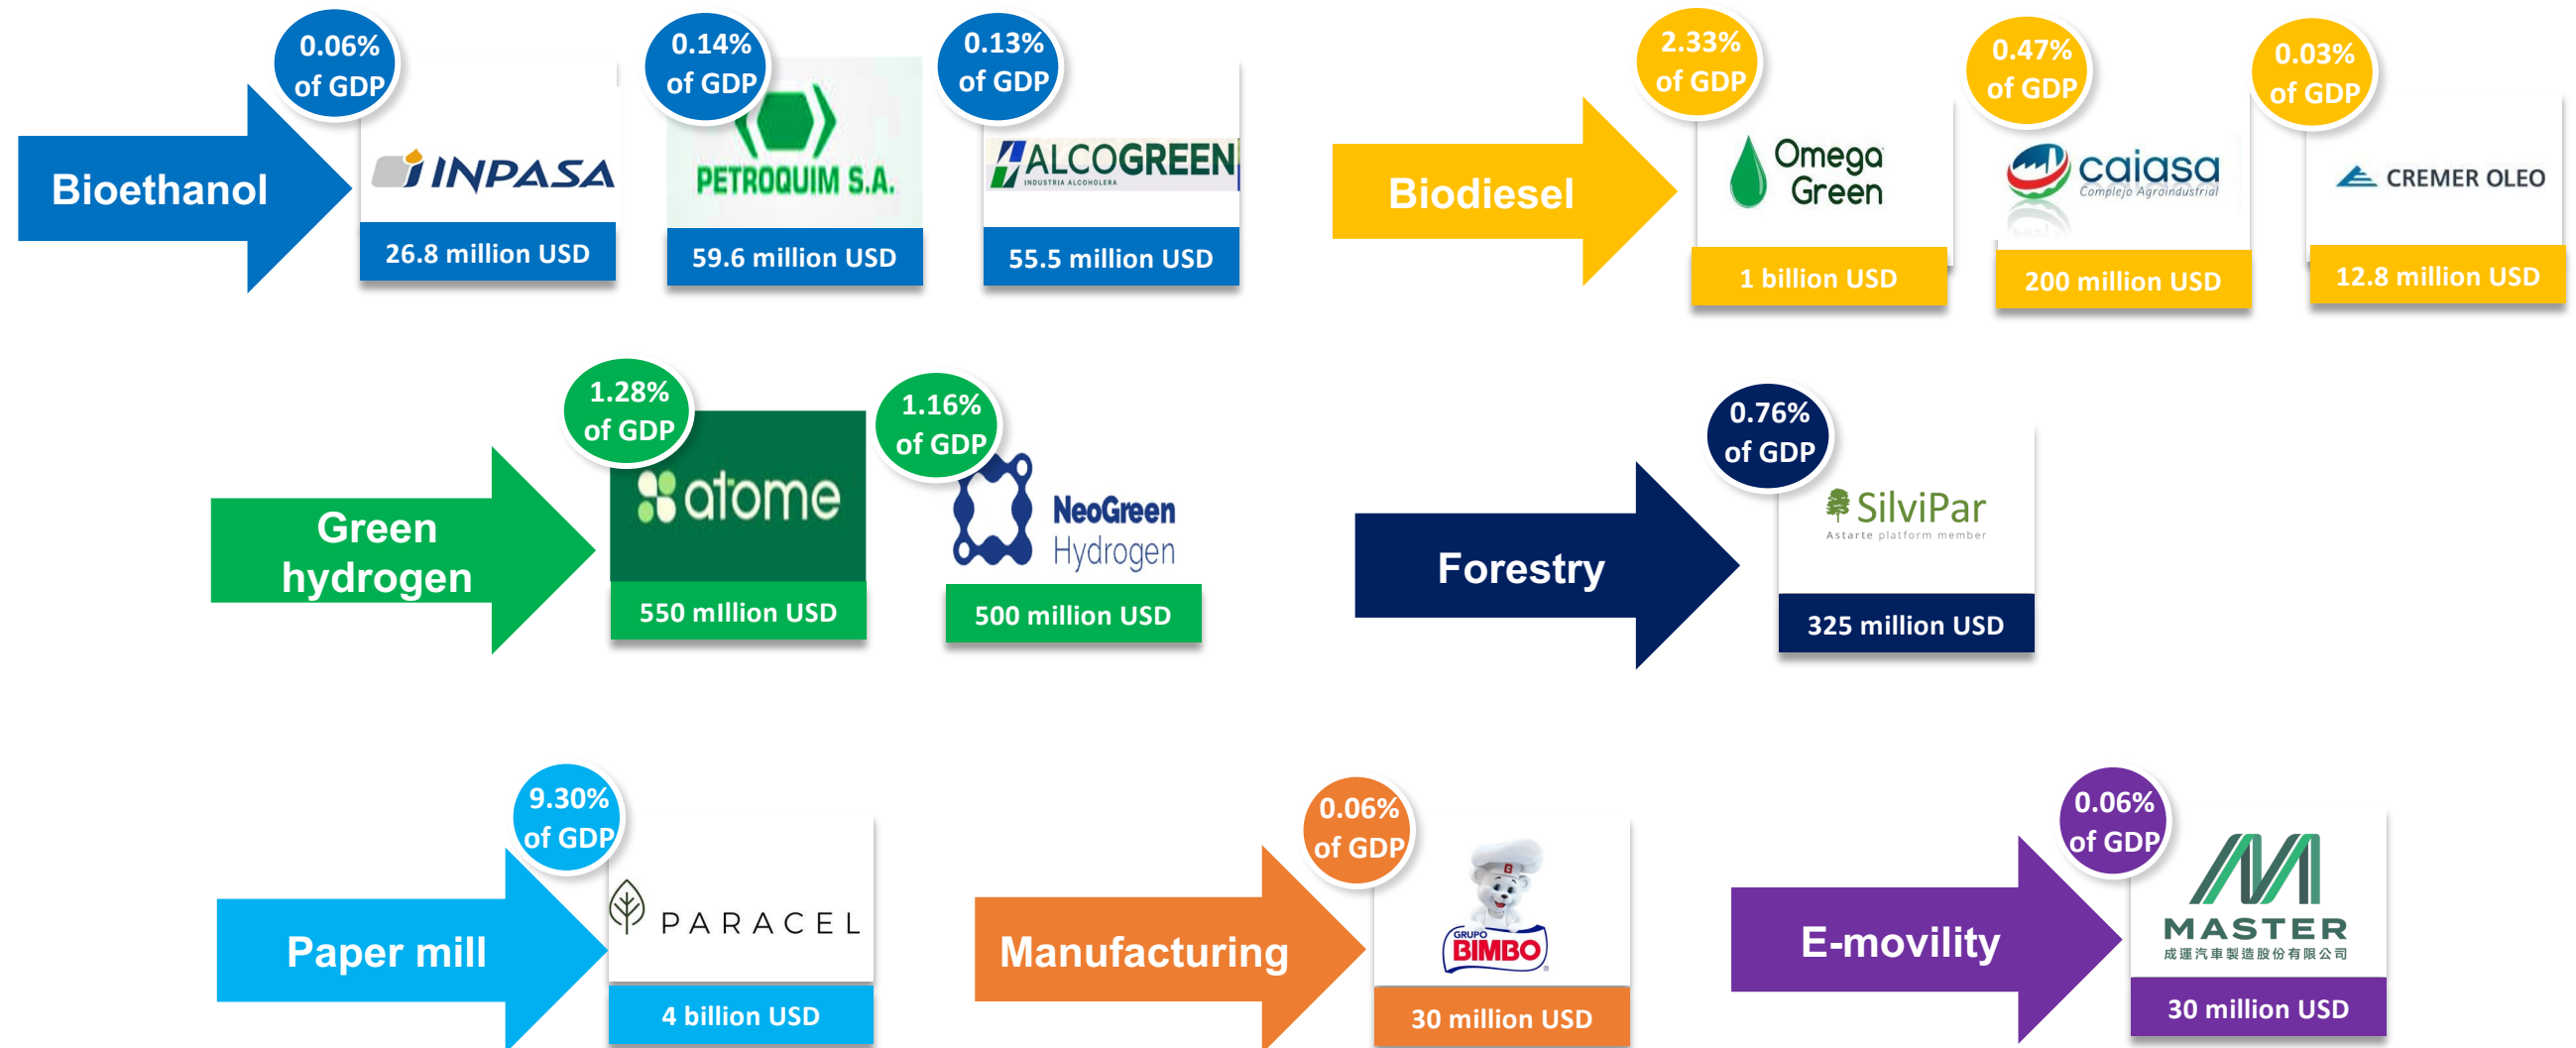 0.06%
of GDP
0.14%
of GDP
0.13%
of GDP
Bioethanol
INPASA
26.8 million USD
PETROQUIM S.A.
59.6 million USD
ALCOGREEN
INDUSTRIA ALCOHOLERA
55.5 million USD
2.33%
of GDP
0.47%
of GDP
0.03%
of GDP
Biodiesel
Omega
Green
1 billion USD
caiasa
Complejo Agroindustrial
200 million USD
CREMER OLEO
12.8 million USD
1.28%
of GDP
1.16%
of GDP
Green
hydrogen
atome
550 mIllion USD
NeoGreen
Hydrogen
500 million USD
0.76%
of GDP
Forestry
SilviPar
Astarte platform member
325 million USD
9.30%
of GDP
Paper mill
PARACEL
4 billion USD
0.06%
of GDP
Manufacturing
B
GRUPO
BIMBO
®
30 million USD
0.06%
of GDP
E-movility
MASTER
成運汽車製造股份有限公司
30 million USD